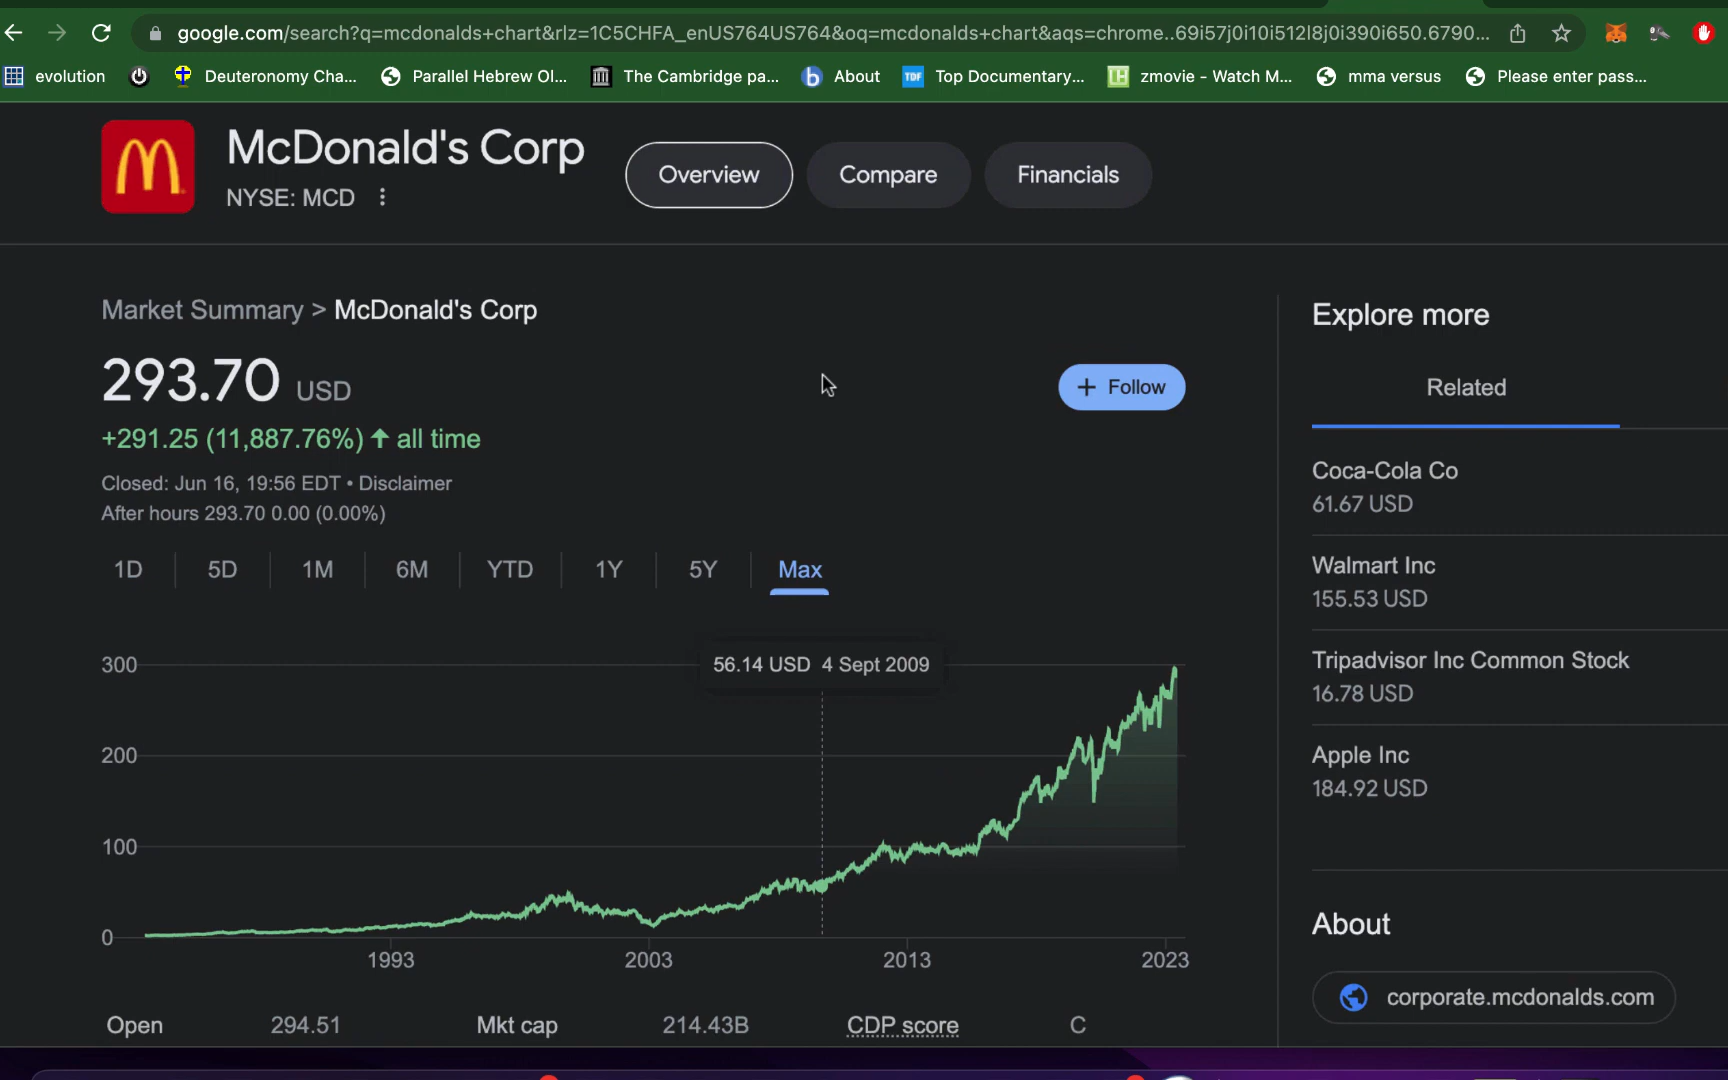 google.com/search?q=mcdonalds+chart&rlz=1C5CHFA_enUS764US764&oq=mcdonalds+chart&aqs=chrome..69i57j0i10i512l8j0i390i650.6790...
evolution
Deuteronomy Cha...
Parallel Hebrew Ol...
The Cambridge pa...
b About
TDF Top Documentary...
zmovie - Watch M...
mma versus
Please enter pass...
McDonald's Corp
NYSE: MCD
Overview
Compare
Financials
Market Summary > McDonald's Corp
293.70 USD
+291.25 (11,887.76%) ↑ all time
Closed: Jun 16, 19:56 EDT • Disclaimer
After hours 293.70 0.00 (0.00%)
+ Follow
1D 5D 1M 6M YTD 1Y 5Y Max
56.14 USD 4 Sept 2009
300
200
100
0
1993 2003 2013 2023
Open 294.51 Mkt cap 214.43B CDP score C
Explore more
Related
Coca-Cola Co
61.67 USD
Walmart Inc
155.53 USD
Tripadvisor Inc Common Stock
16.78 USD
Apple Inc
184.92 USD
About
corporate.mcdonalds.com